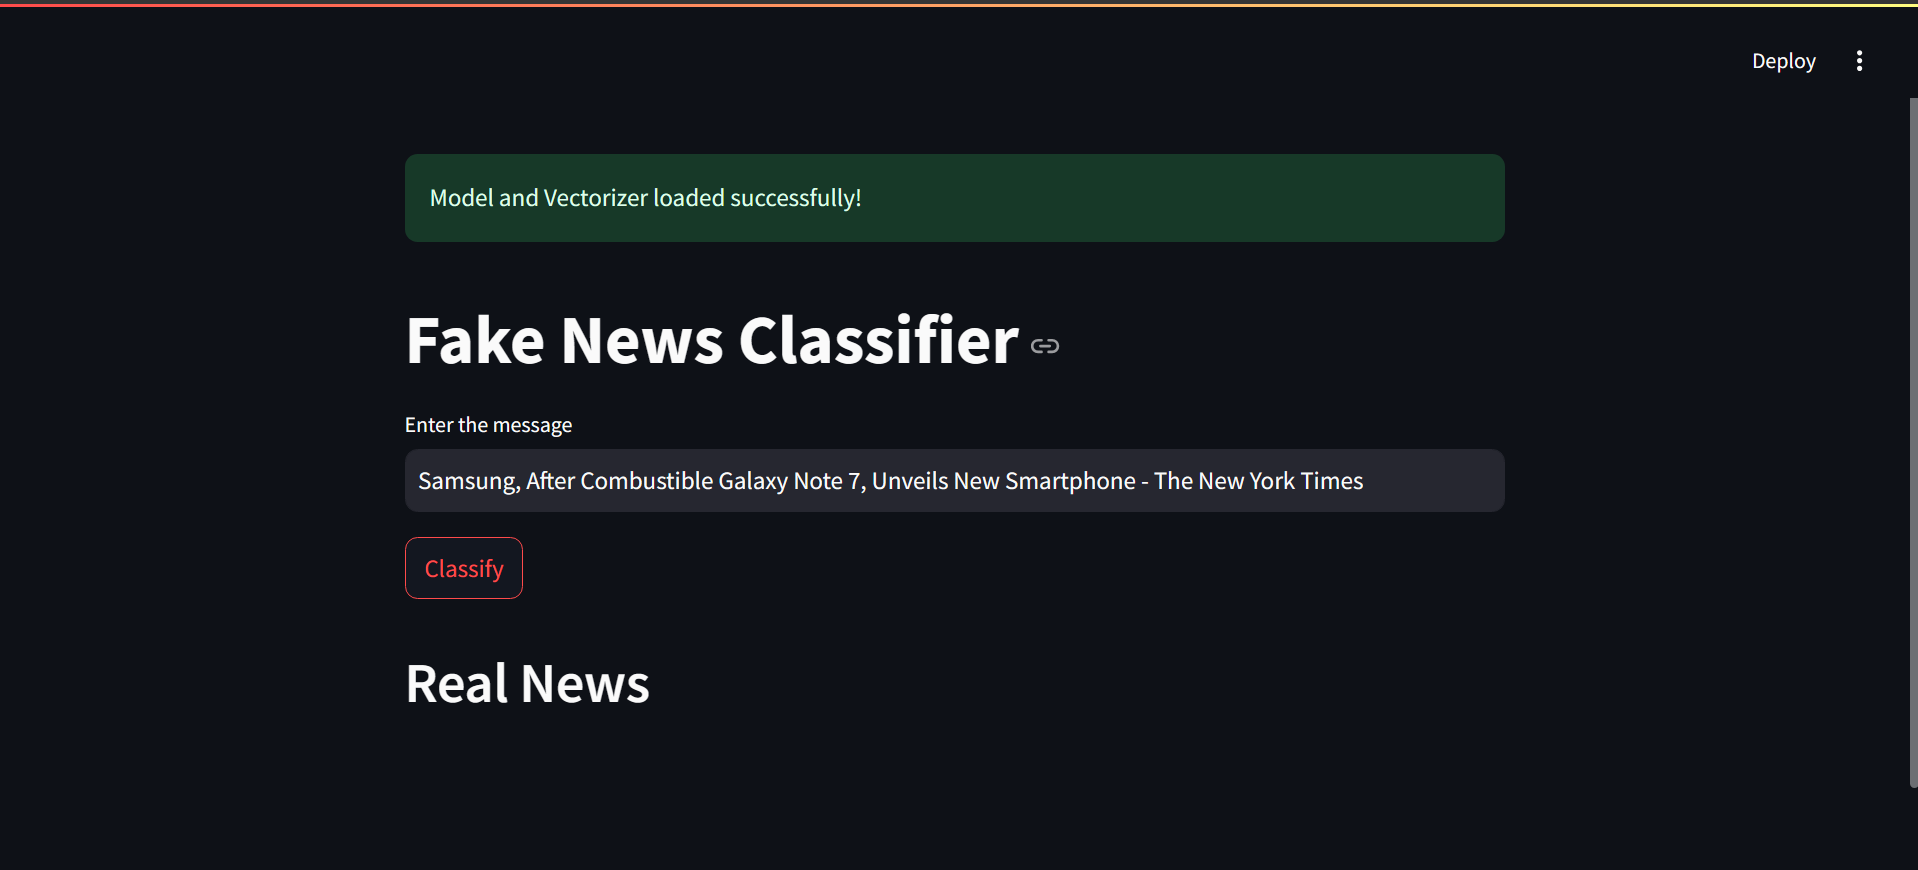 Deploy
Model and Vectorizer loaded successfully!
Fake News Classifier
Enter the message
Samsung, After Combustible Galaxy Note 7, Unveils New Smartphone - The New York Times
Classify
Real News